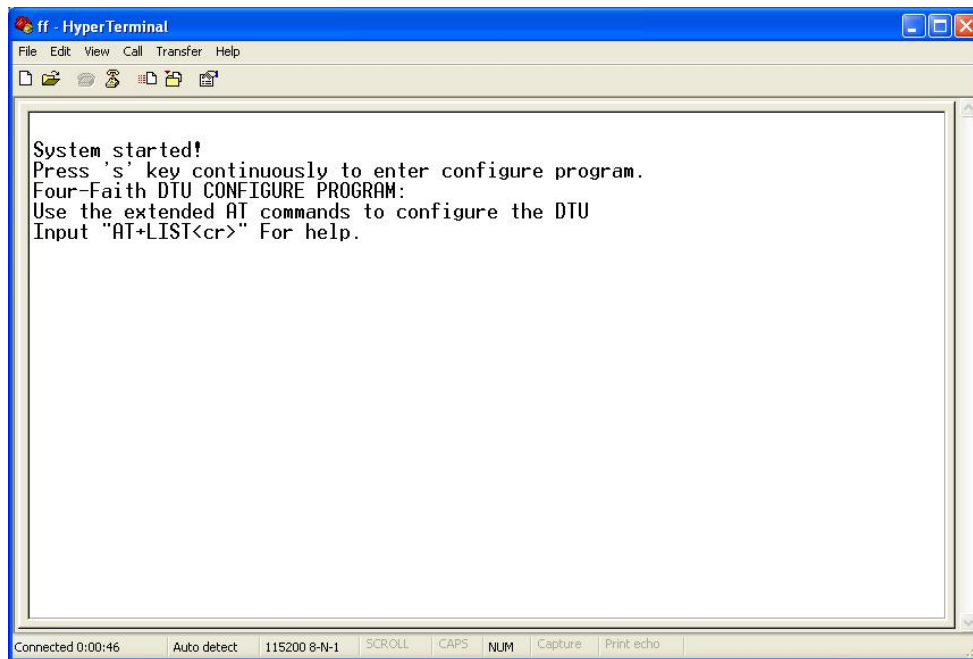 ff - HyperTerminal
File Edit View Call Transfer Help
System started!
Press 's' key continuously to enter configure program.
Four-Faith DTU CONFIGURE PROGRAM:
Use the extended AT commands to configure the DTU
Input "AT+LIST<cr>" For help.
Connected 0:00:46 Auto detect 115200 8-N-1 SCROLL CAPS NUM Capture Print echo